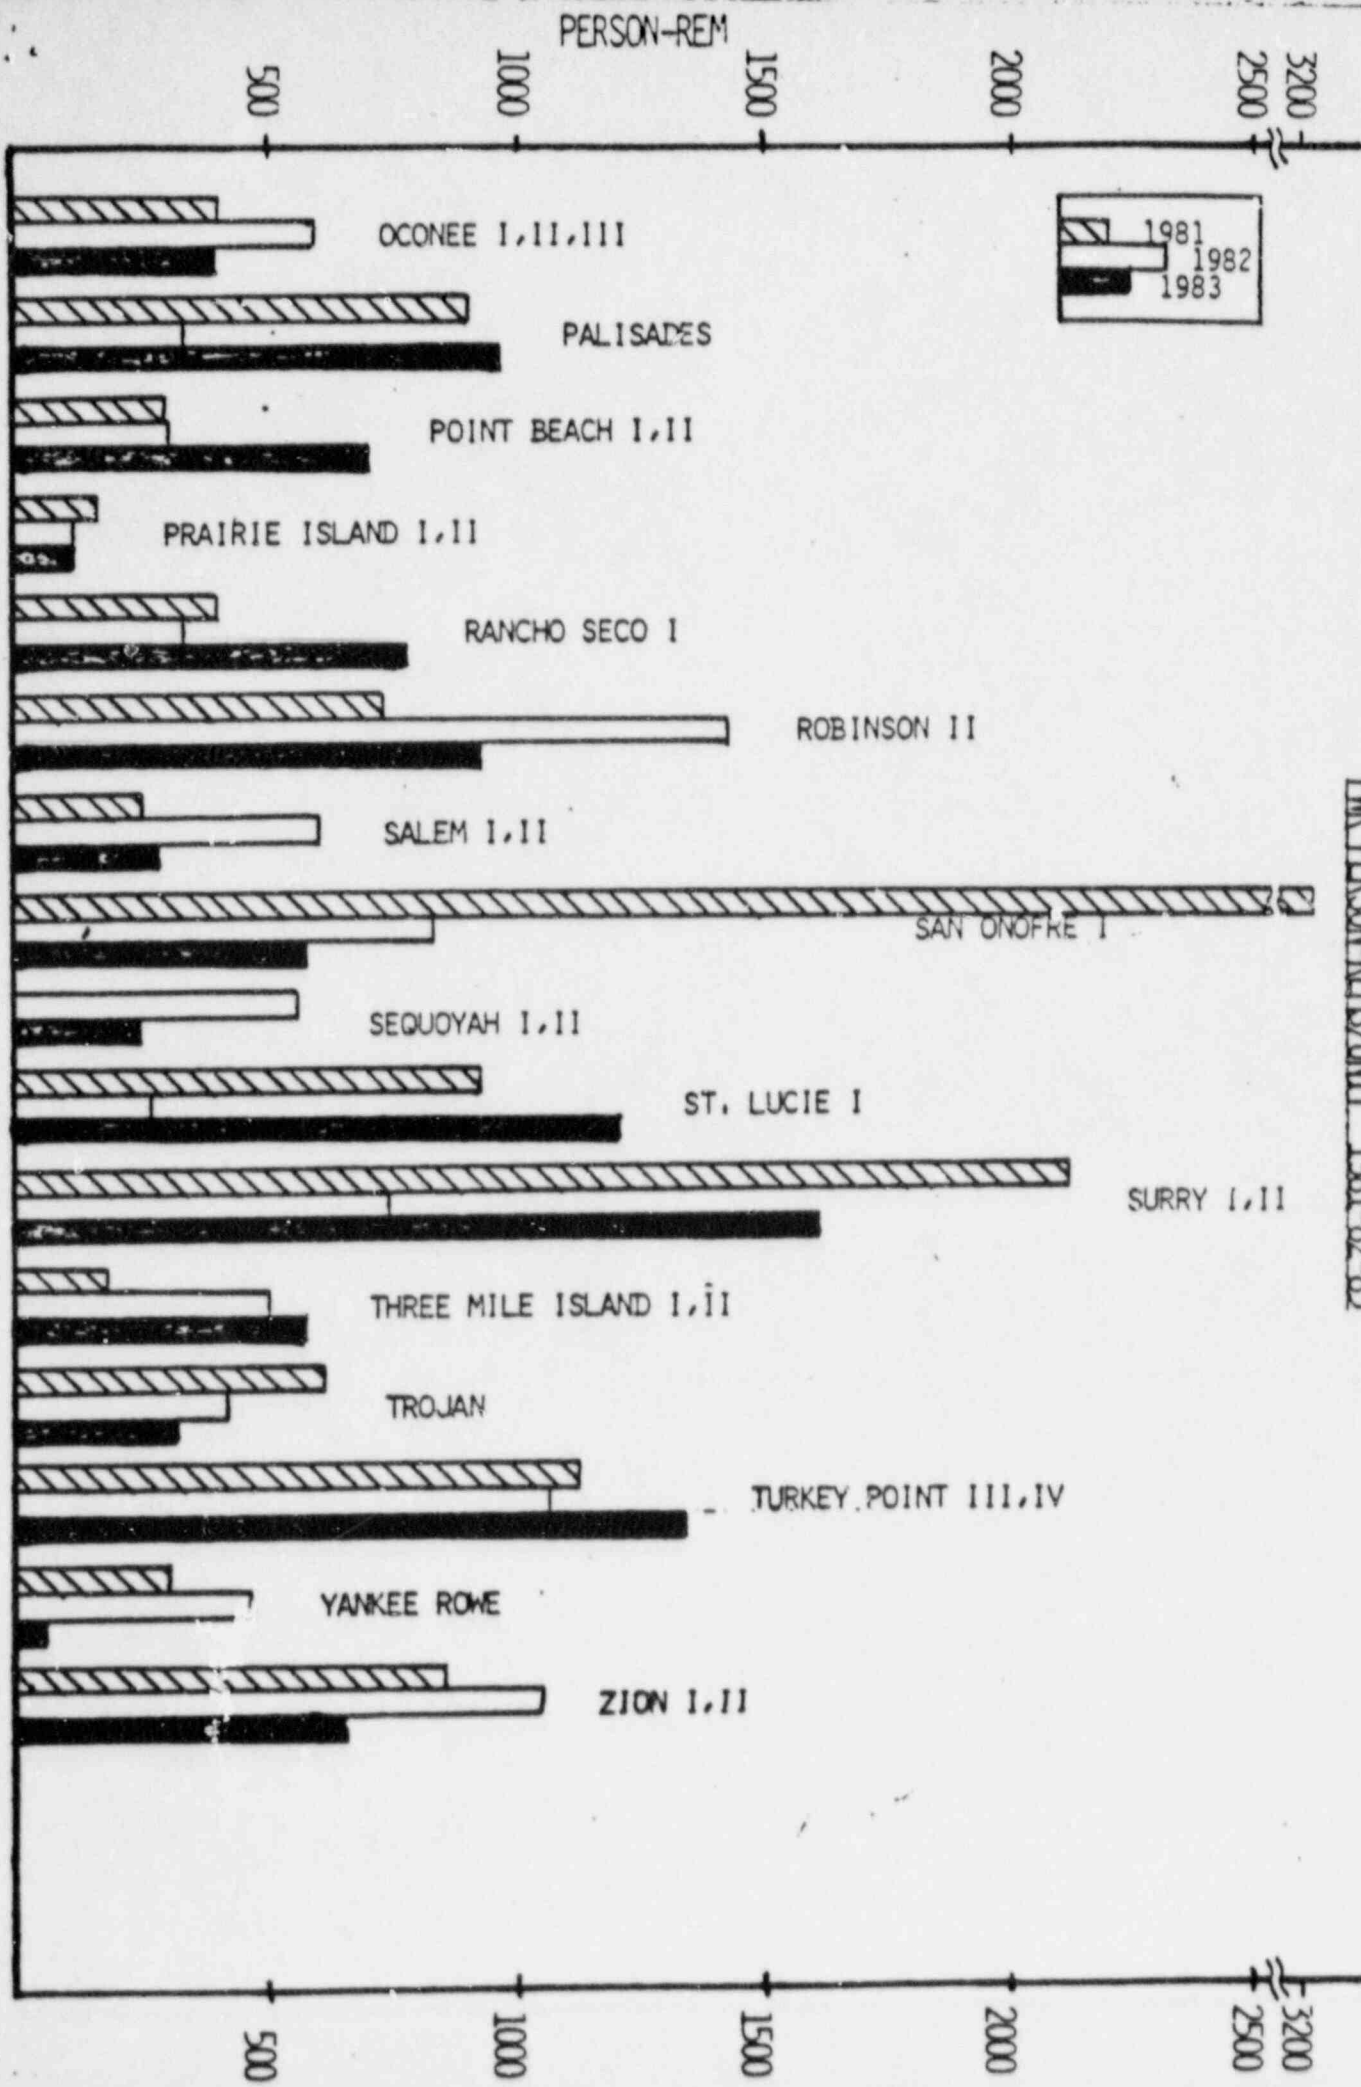 PERSON-REM
500 1000 1500 2000 2500 3200
1981
1982
1983
OCONEE I,II,III
PALISADES
POINT BEACH I,II
PRAIRIE ISLAND I,II
RANCHO SECO I
ROBINSON II
SALEM I,II
SAN ONOFRE I
SEQUOYAH I,II
ST. LUCIE I
SURRY I,II
THREE MILE ISLAND I,II
TROJAN
TURKEY POINT III,IV
YANKEE ROWE
ZION I,II
500 1000 1500 2000 2500 3200